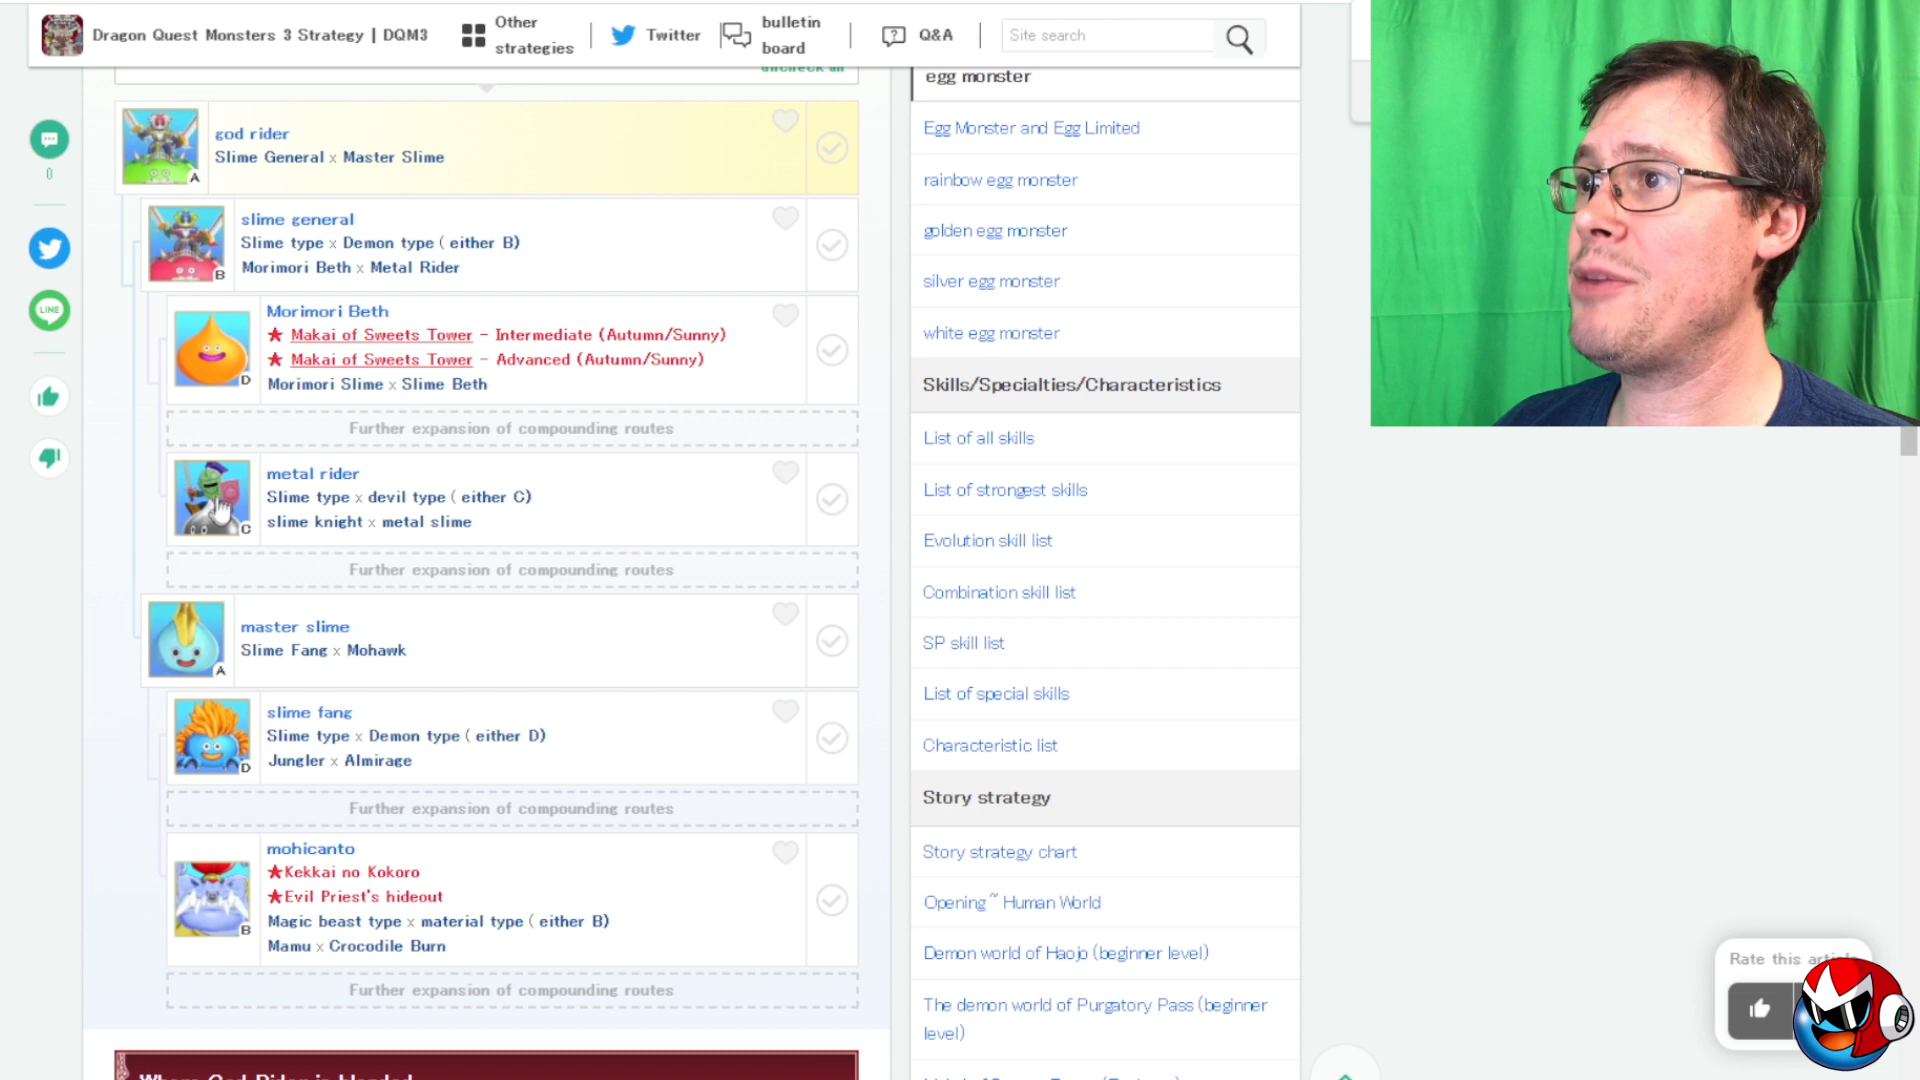 Dragon Quest Monsters 3 Strategy | DQM3
Other strategies
Twitter
bulletin board
Q&A
Site search
uncheck all
god rider
Slime General x Master Slime
A
slime general
Slime type x Demon type ( either B)
Morimori Beth x Metal Rider
B
Morimori Beth
★ Makai of Sweets Tower - Intermediate (Autumn/Sunny)
★ Makai of Sweets Tower - Advanced (Autumn/Sunny)
Morimori Slime x Slime Beth
D
Further expansion of compounding routes
metal rider
Slime type x devil type ( either C)
slime knight x metal slime
C
Further expansion of compounding routes
master slime
Slime Fang x Mohawk
A
slime fang
Slime type x Demon type ( either D)
Jungler x Almirage
D
Further expansion of compounding routes
mohicanto
★Kekkai no Kokoro
★Evil Priest's hideout
Magic beast type x material type ( either B)
Mamu x Crocodile Burn
B
Further expansion of compounding routes
Where God Rider is blended
0
LINE
egg monster
Egg Monster and Egg Limited
rainbow egg monster
golden egg monster
silver egg monster
white egg monster
Skills/Specialties/Characteristics
List of all skills
List of strongest skills
Evolution skill list
Combination skill list
SP skill list
List of special skills
Characteristic list
Story strategy
Story strategy chart
Opening ~ Human World
Demon world of Haojo (beginner level)
The demon world of Purgatory Pass (beginner
level)
Rate this article